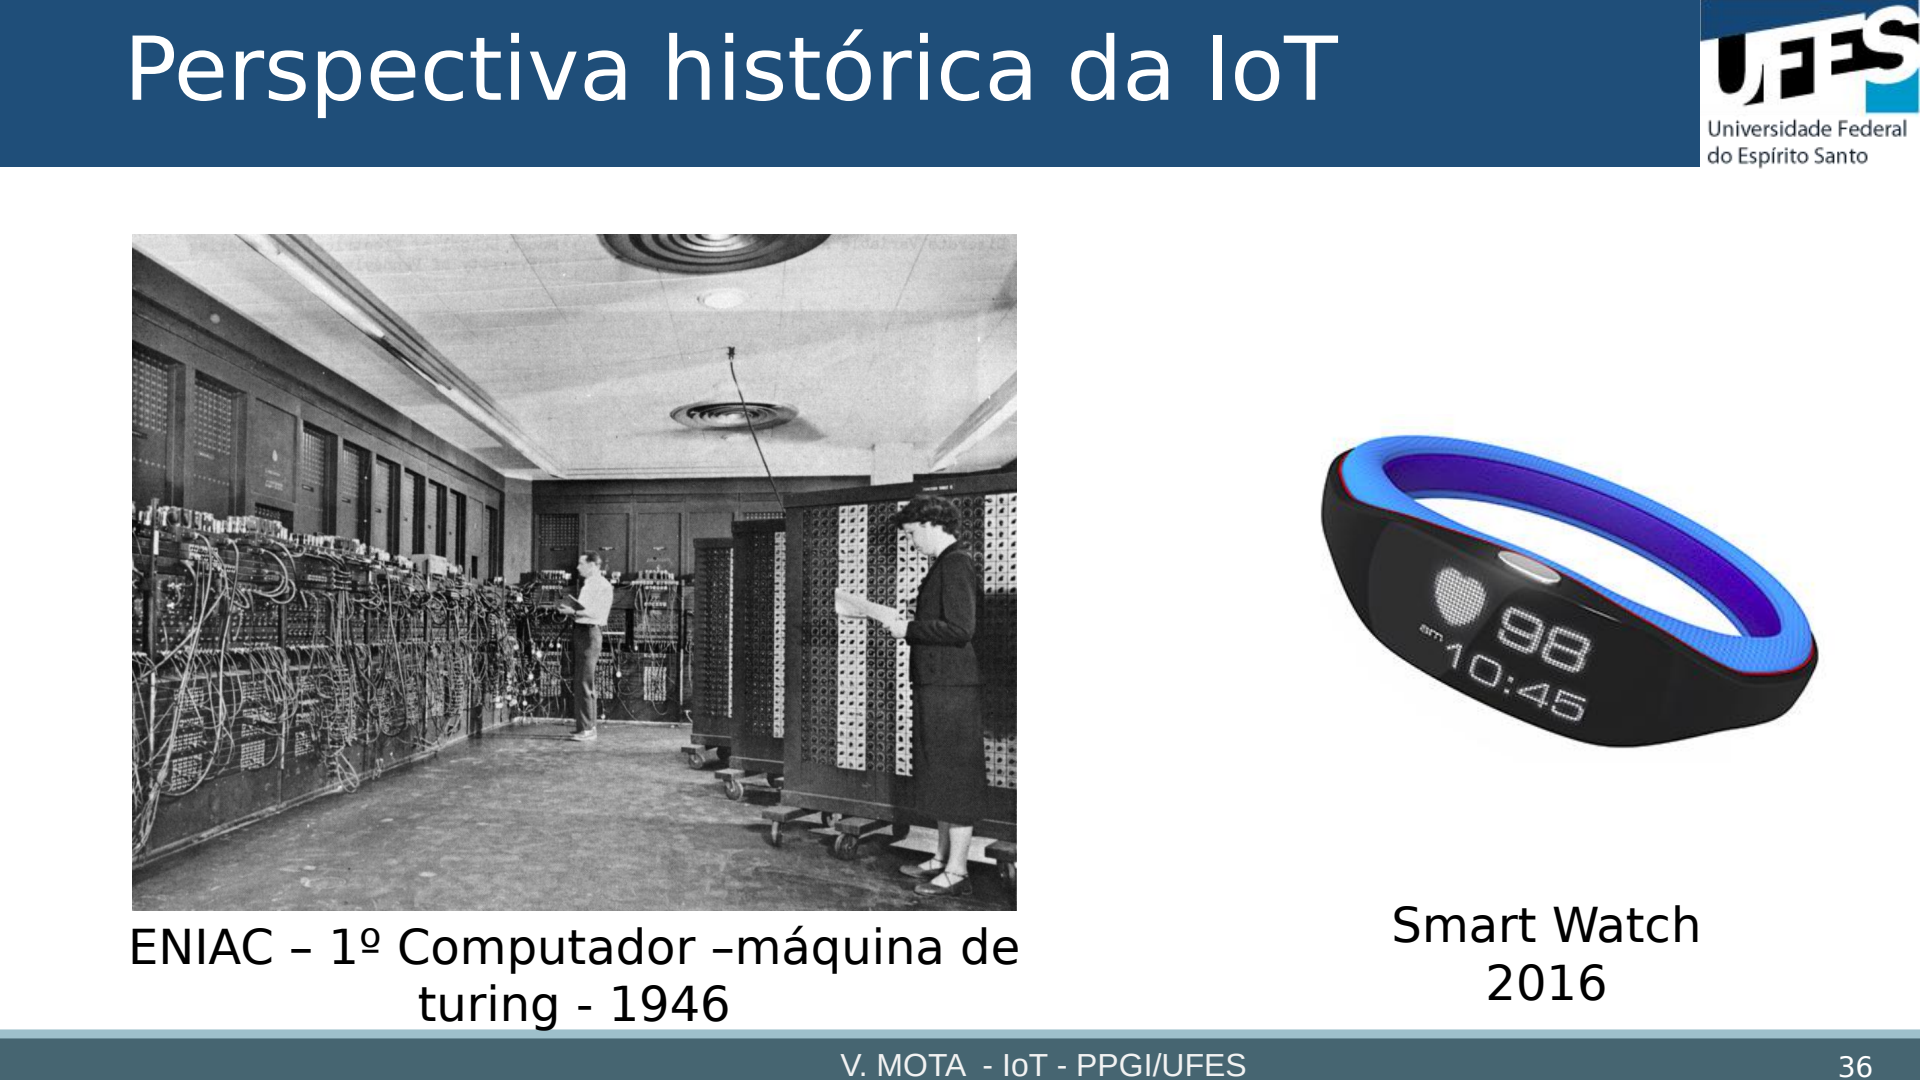 Perspectiva histórica da IoT
UFES
Universidade Federal
do Espírito Santo
98
am
10:45
ENIAC – 1º Computador –máquina de
turing - 1946
Smart Watch
2016
V. MOTA  - IoT - PPGI/UFES
36